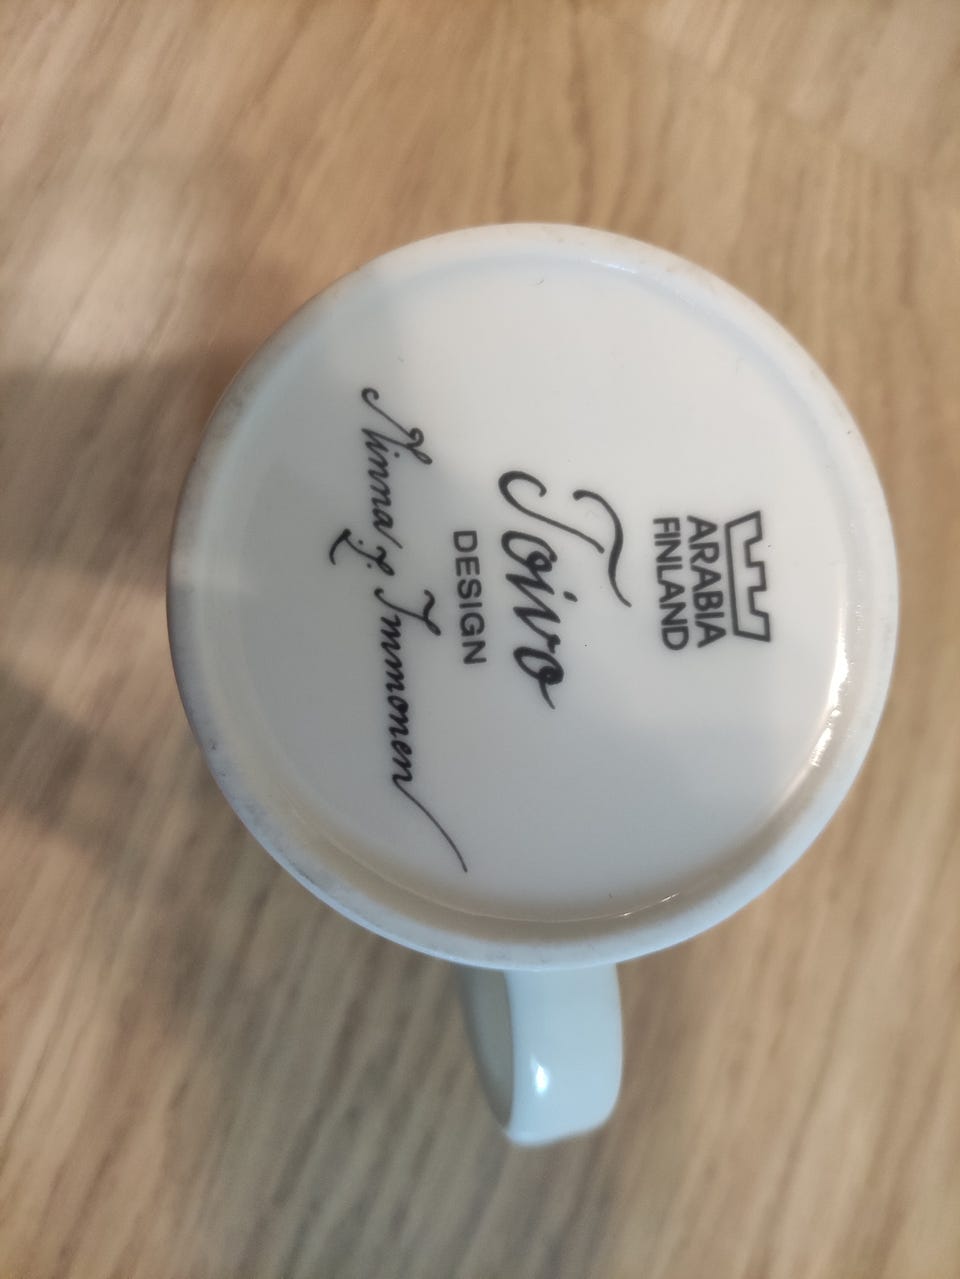 ARABIA
FINLAND
Toivo
DESIGN
Minna L. Immonen